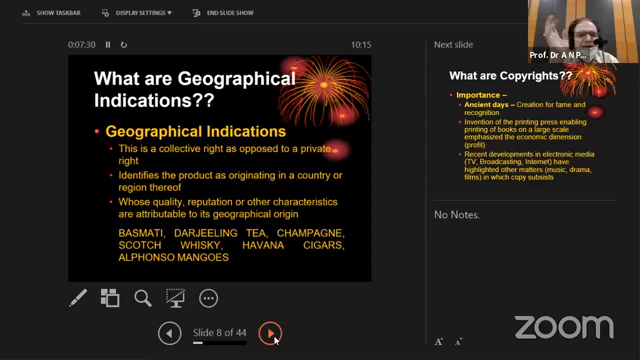 SHOW TASKBAR
DISPLAY SETTINGS ▾
END SLIDE SHOW
0:07:30
10:15
What are Geographical
Indications??
• Geographical Indications
• This is a collective right as opposed to a private
right
• Identifies the product as originating in a country or
region thereof
• Whose quality, reputation or other characteristics
are attributable to its geographical origin
BASMATI, DARJEELING TEA, CHAMPAGNE,
SCOTCH WHISKY, HAVANA CIGARS,
ALPHONSO MANGOES
Slide 8 of 44
Prof. Dr A N P...
Next slide
What are Copyrights??
• Importance –
• Ancient days – Creation for fame and
recognition
• Invention of the printing press enabling
printing of books on a large scale
emphasized the economic dimension
(profit)
• Recent developments in electronic media
(TV, Broadcasting, Internet) have
highlighted other matters (music, drama,
films) in which copy subsists
No Notes.
A A
zoom